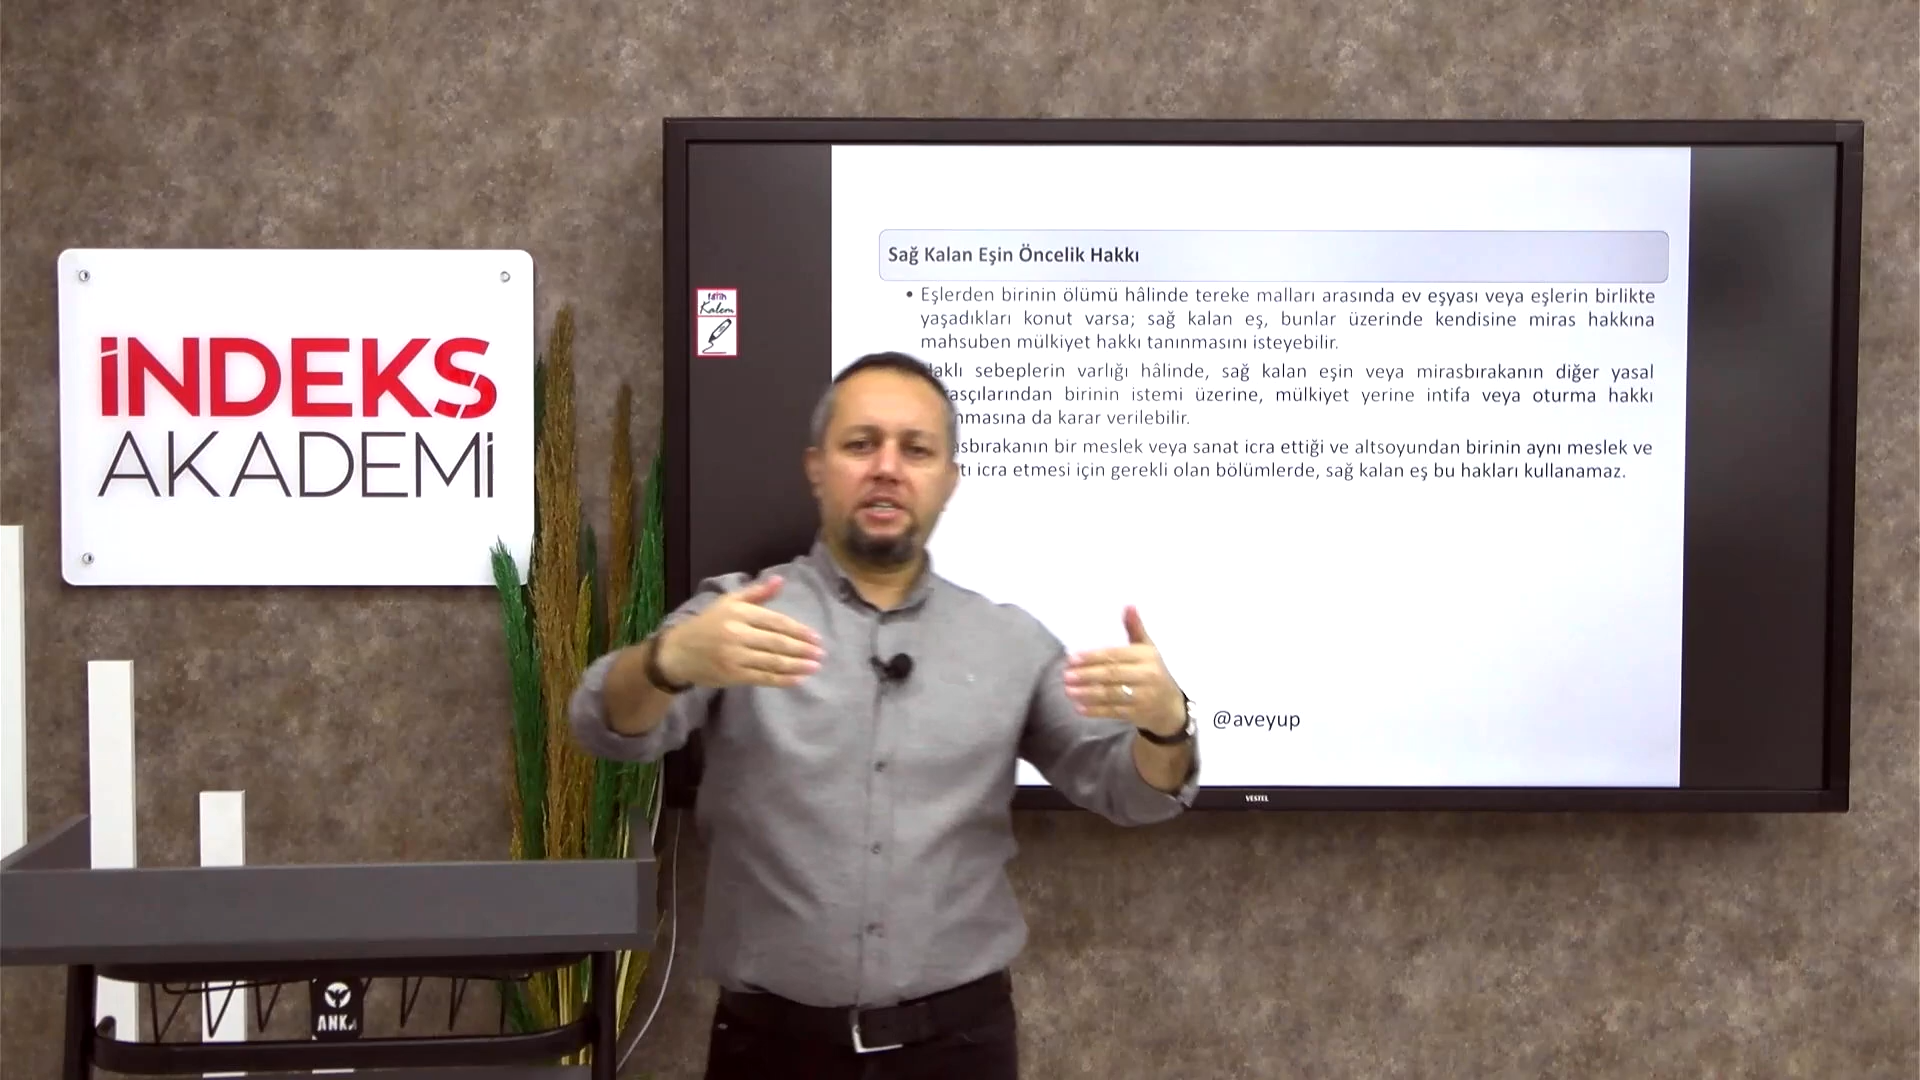 İNDEKS
AKADEMİ
fatih
Kalem
Sağ Kalan Eşin Öncelik Hakkı
• Eşlerden birinin ölümü hâlinde tereke malları arasında ev eşyası veya eşlerin birlikte
yaşadıkları konut varsa; sağ kalan eş, bunlar üzerinde kendisine miras hakkına
mahsuben mülkiyet hakkı tanınmasını isteyebilir.
sebeplerin varlığı hâlinde, sağ kalan eşin veya mirasbırakanın diğer yasal
birinin istemi üzerine, mülkiyet yerine intifa veya oturma hakkı
da karar verilebilir.
bir meslek veya sanat icra ettiği ve altsoyundan birinin aynı meslek ve
icra etmesi için gerekli olan bölümlerde, sağ kalan eş bu hakları kullanamaz.
@aveyup
VESTEL
ANKA